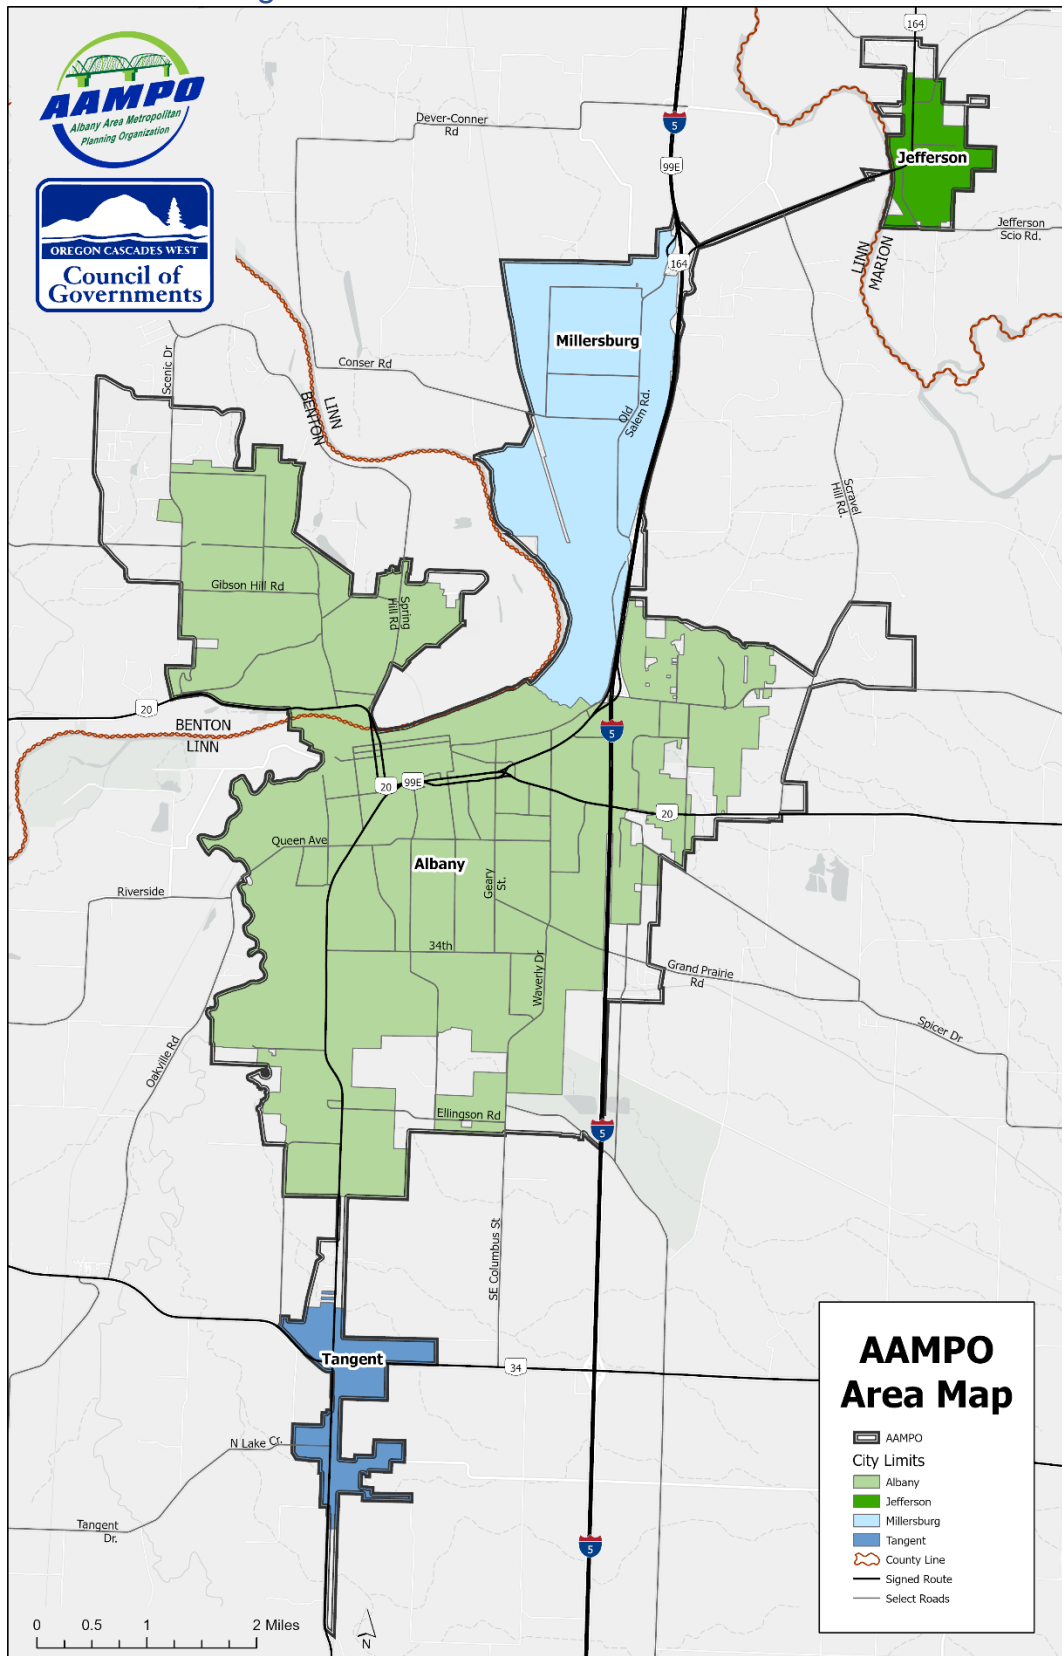 164
AAMPO
Albany Area Metropolitan
Planning Organization
OREGON CASCADES WEST
Council of
Governments
Dever-Conner
Rd
5
99E
Jefferson
Jefferson
Scio Rd.
LINN
MARION
164
Millersburg
Scenic Dr
Conser Rd
LINN
BENTON
Old
Salem Rd.
Scravel
Hill Rd.
Gibson Hill Rd
Spring
Hill Rd
20
BENTON
LINN
5
20
99E
20
Queen Ave
Albany
Geary
St.
Riverside
34th
Waverly Dr
Grand Prairie
Rd
Spicer Dr
Oakville Rd
Ellingson Rd
5
SE Columbus St
Tangent
34
N Lake Cr.
Tangent
Dr.
5
AAMPO
Area Map
AAMPO
City Limits
Albany
Jefferson
Millersburg
Tangent
County Line
Signed Route
Select Roads
0 0.5 1 2 Miles
N